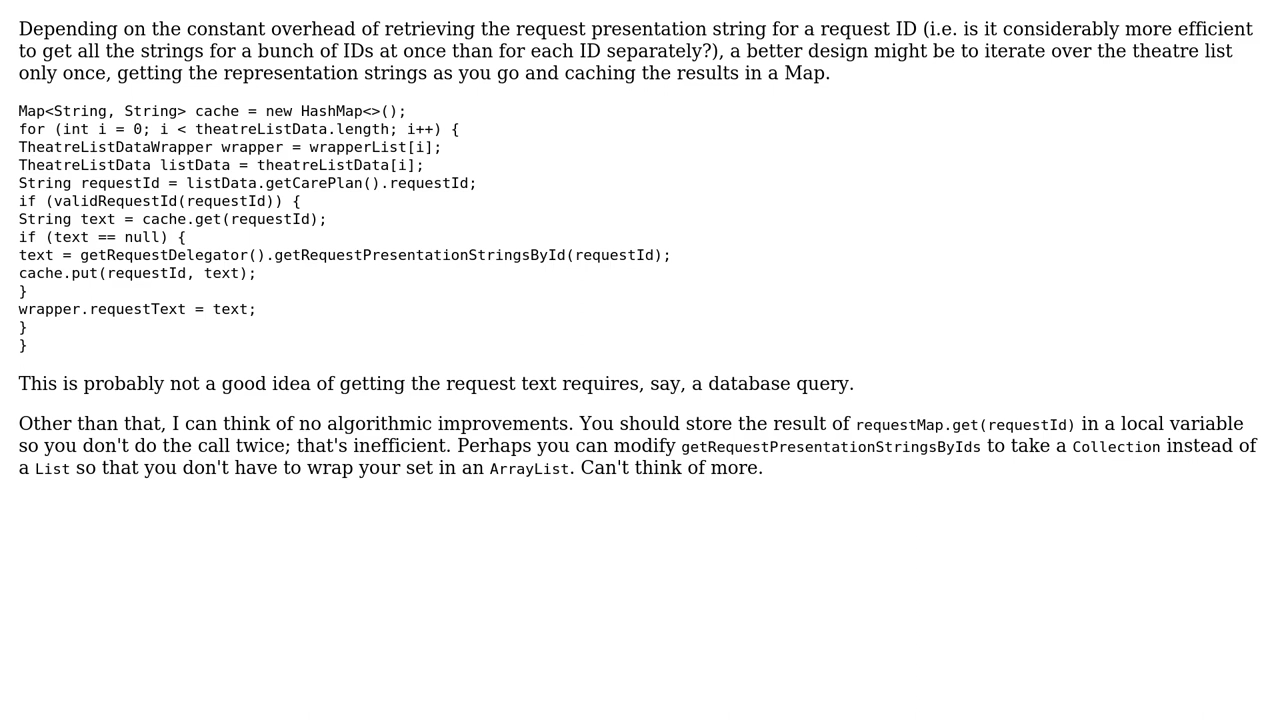 Depending on the constant overhead of retrieving the request presentation string for a request ID (i.e. is it considerably more efficient
to get all the strings for a bunch of IDs at once than for each ID separately?), a better design might be to iterate over the theatre list
only once, getting the representation strings as you go and caching the results in a Map.
Map<String, String> cache = new HashMap<>();
for (int i = 0; i < theatreListData.length; i++) {
TheatreListDataWrapper wrapper = wrapperList[i];
TheatreListData listData = theatreListData[i];
String requestId = listData.getCarePlan().requestId;
if (validRequestId(requestId)) {
String text = cache.get(requestId);
if (text == null) {
text = getRequestDelegator().getRequestPresentationStringsById(requestId);
cache.put(requestId, text);
}
wrapper.requestText = text;
}
}
This is probably not a good idea of getting the request text requires, say, a database query.
Other than that, I can think of no algorithmic improvements. You should store the result of requestMap.get(requestId) in a local variable
so you don't do the call twice; that's inefficient. Perhaps you can modify getRequestPresentationStringsByIds to take a Collection instead of
a List so that you don't have to wrap your set in an ArrayList. Can't think of more.